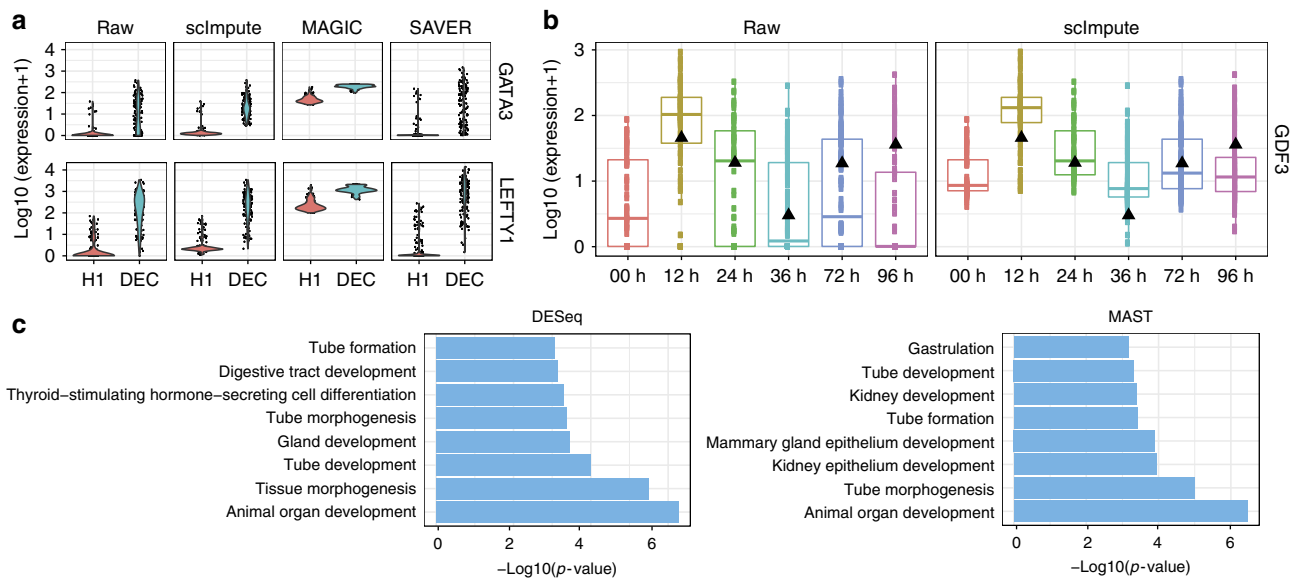 a
Raw
scImpute
MAGIC
SAVER
Log10 (expression+1)
4
3
2
1
0
GATA3
4
3
2
1
0
LEFTY1
H1 DEC
H1 DEC
H1 DEC
H1 DEC
b
Raw
scImpute
Log10 (expression+1)
3
2
1
0
GDF3
00 h 12 h 24 h 36 h 72 h 96 h
00 h 12 h 24 h 36 h 72 h 96 h
c
DESeq
Tube formation
Digestive tract development
Thyroid−stimulating hormone−secreting cell differentiation
Tube morphogenesis
Gland development
Tube development
Tissue morphogenesis
Animal organ development
0 2 4 6
−Log10(p-value)
MAST
Gastrulation
Tube development
Kidney development
Tube formation
Mammary gland epithelium development
Kidney epithelium development
Tube morphogenesis
Animal organ development
0 2 4 6
−Log10(p-value)